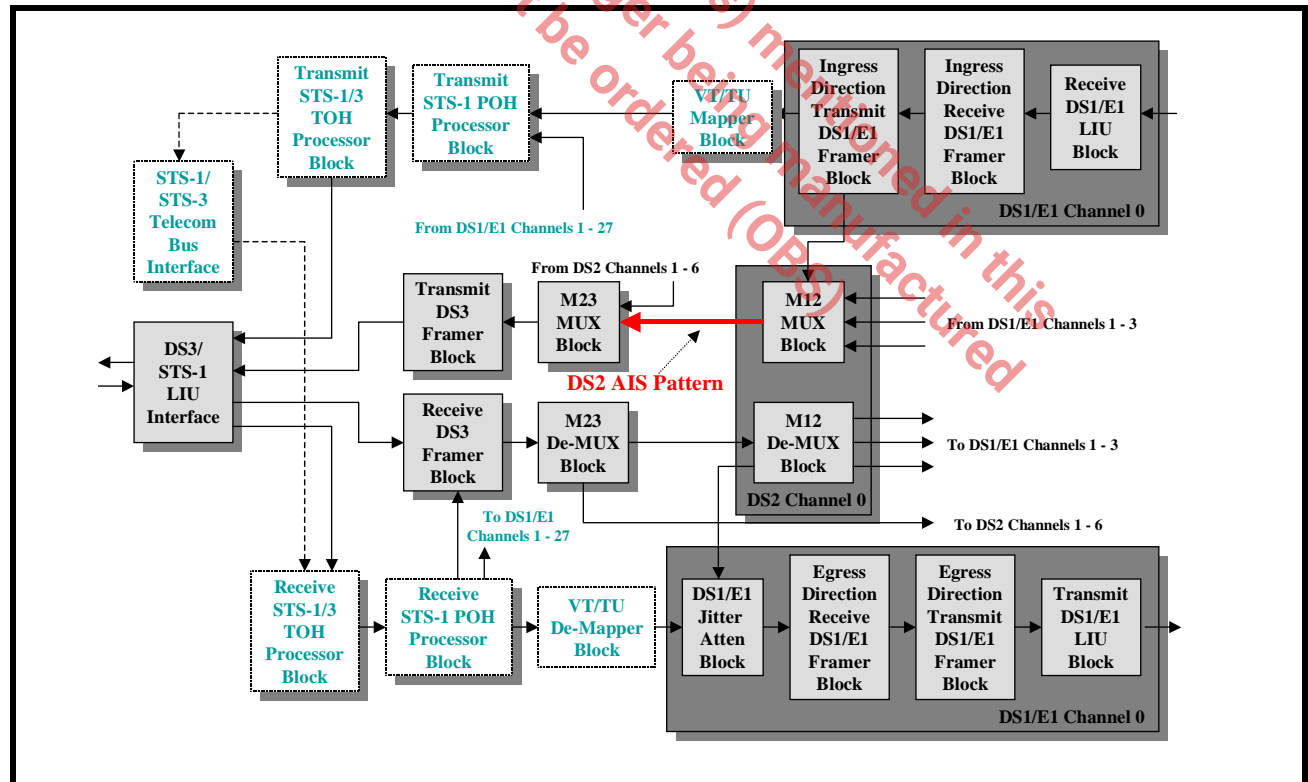 Transmit
STS-1/3
TOH
Processor
Block
Transmit
STS-1 POH
Processor
Block
VT/TU
Mapper
Block
Ingress
Direction
Transmit
DS1/E1
Framer
Block
Ingress
Direction
Receive
DS1/E1
Framer
Block
Receive
DS1/E1
LIU
Block
DS1/E1 Channel 0
STS-1/
STS-3
Telecom
Bus
Interface
From DS1/E1 Channels 1 - 27
From DS2 Channels 1 - 6
Transmit
DS3
Framer
Block
M23
MUX
Block
M12
MUX
Block
From DS1/E1 Channels 1 - 3
DS2 AIS Pattern
DS3/
STS-1
LIU
Interface
Receive
DS3
Framer
Block
M23
De-MUX
Block
M12
De-MUX
Block
To DS1/E1 Channels 1 - 3
DS2 Channel 0
To DS1/E1
Channels 1 - 27
To DS2 Channels 1 - 6
Receive
STS-1/3
TOH
Processor
Block
Receive
STS-1 POH
Processor
Block
VT/TU
De-Mapper
Block
DS1/E1
Jitter
Atten
Block
Egress
Direction
Receive
DS1/E1
Framer
Block
Egress
Direction
Transmit
DS1/E1
Framer
Block
Transmit
DS1/E1
LIU
Block
DS1/E1 Channel 0
mentioned in this
being manufactured
be ordered (OBS)